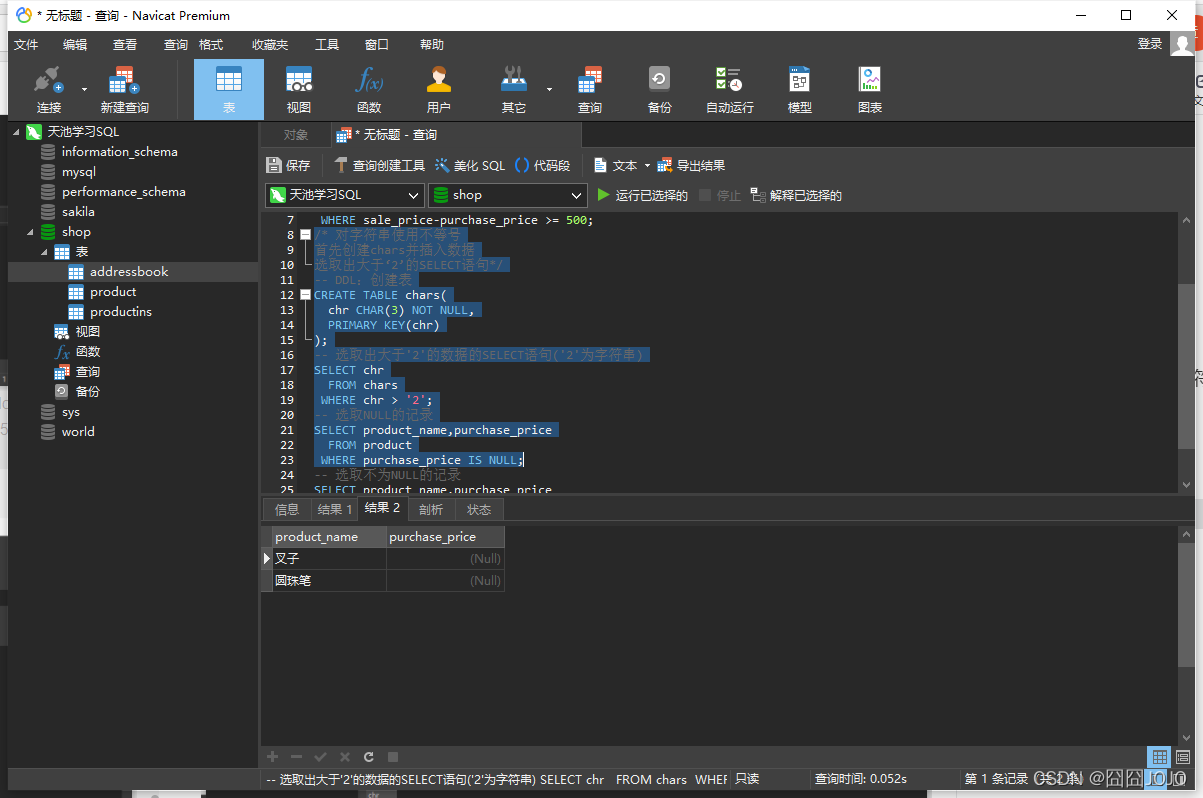 * 无标题 - 查询 - Navicat Premium
文件 编辑 查看 查询 格式 收藏夹 工具 窗口 帮助 登录
连接 新建查询 表 视图 函数 用户 其它 查询 备份 自动运行 模型 图表
天池学习SQL
information_schema
mysql
performance_schema
sakila
shop
表
addressbook
product
productins
视图
函数
查询
备份
sys
world
对象 * 无标题 - 查询
保存 查询创建工具 美化 SQL () 代码段 文本 导出结果
天池学习SQL shop 运行已选择的 停止 解释已选择的
7 WHERE sale_price-purchase_price >= 500;
8 /* 对字符串使用不等号
9 首先创建chars并插入数据
10 选取出大于‘2’的SELECT语句*/
11 -- DDL：创建表
12 CREATE TABLE chars(
13 chr CHAR(3) NOT NULL,
14 PRIMARY KEY(chr)
15 );
16 -- 选取出大于'2'的数据的SELECT语句('2'为字符串)
17 SELECT chr
18 FROM chars
19 WHERE chr > '2';
20 -- 选取NULL的记录
21 SELECT product_name,purchase_price
22 FROM product
23 WHERE purchase_price IS NULL;
24 -- 选取不为NULL的记录
25 SELECT product_name,purchase_price
信息 结果 1 结果 2 剖析 状态
product_name purchase_price
叉子 (Null)
圆珠笔 (Null)
-- 选取出大于'2'的数据的SELECT语句('2'为字符串) SELECT chr FROM chars WHER 只读 查询时间: 0.052s 第 1 条记录 (共 2 条)
CSDN @囧囧JOJO